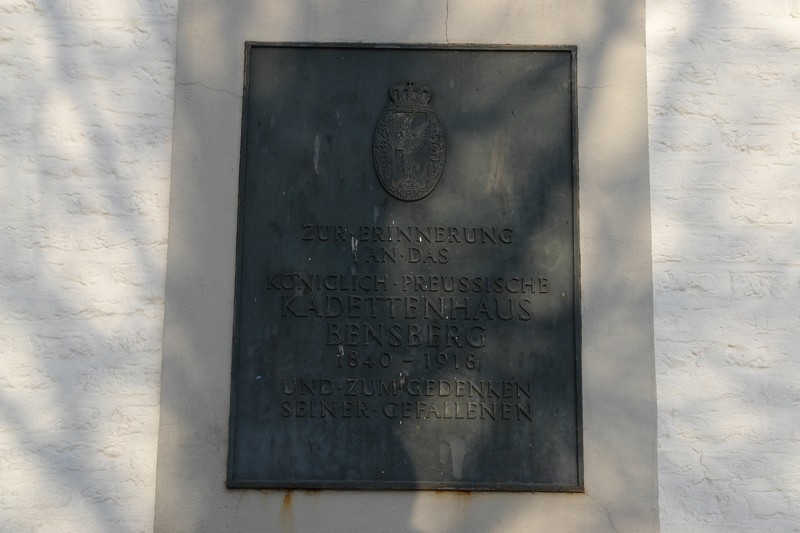 ZUR·ERINNERUNG
AN·DAS
KÖNIGLICH·PREUSSISCHE
KADETTENHAUS
BENSBERG
1840 – 1918
UND·ZUM·GEDENKEN
SEINER·GEFALLENEN